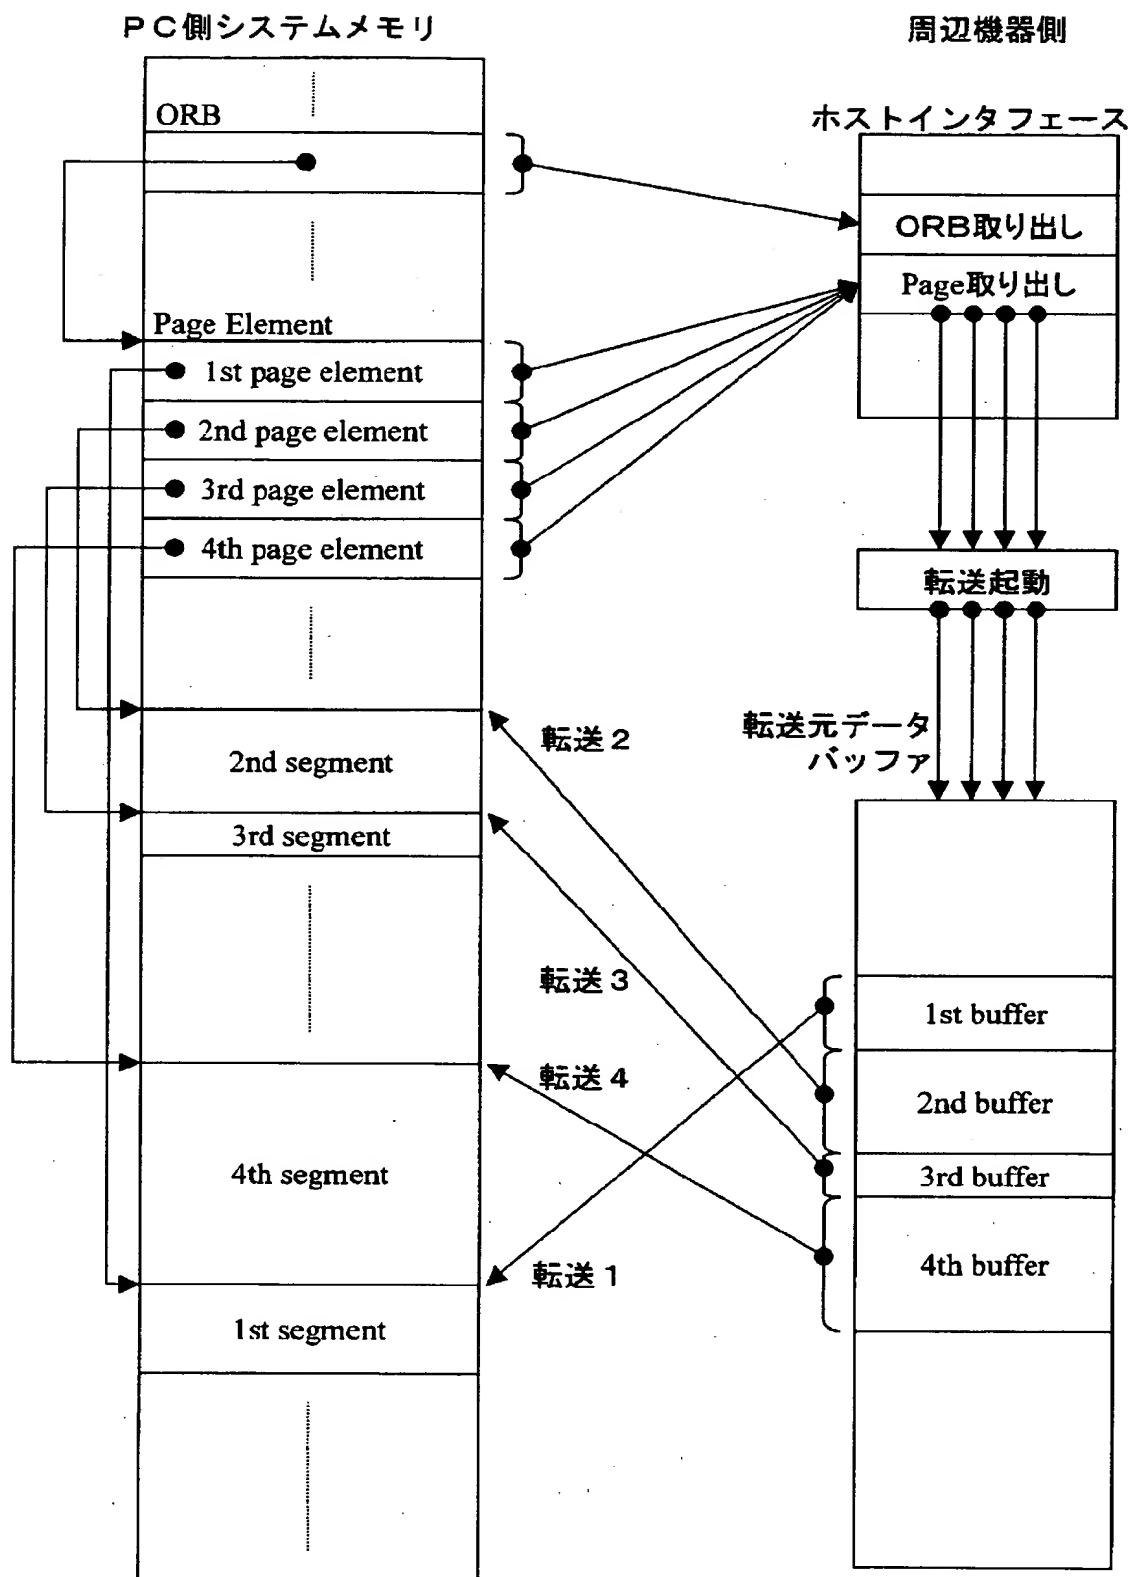 PC側システムメモリ
周辺機器側
ORB
ホストインタフェース
ORB取り出し
Page取り出し
Page Element
1st page element
2nd page element
3rd page element
4th page element
転送起動
転送2
転送元データ
バッファ
2nd segment
3rd segment
転送3
1st buffer
転送4
2nd buffer
4th segment
3rd buffer
転送1
4th buffer
1st segment